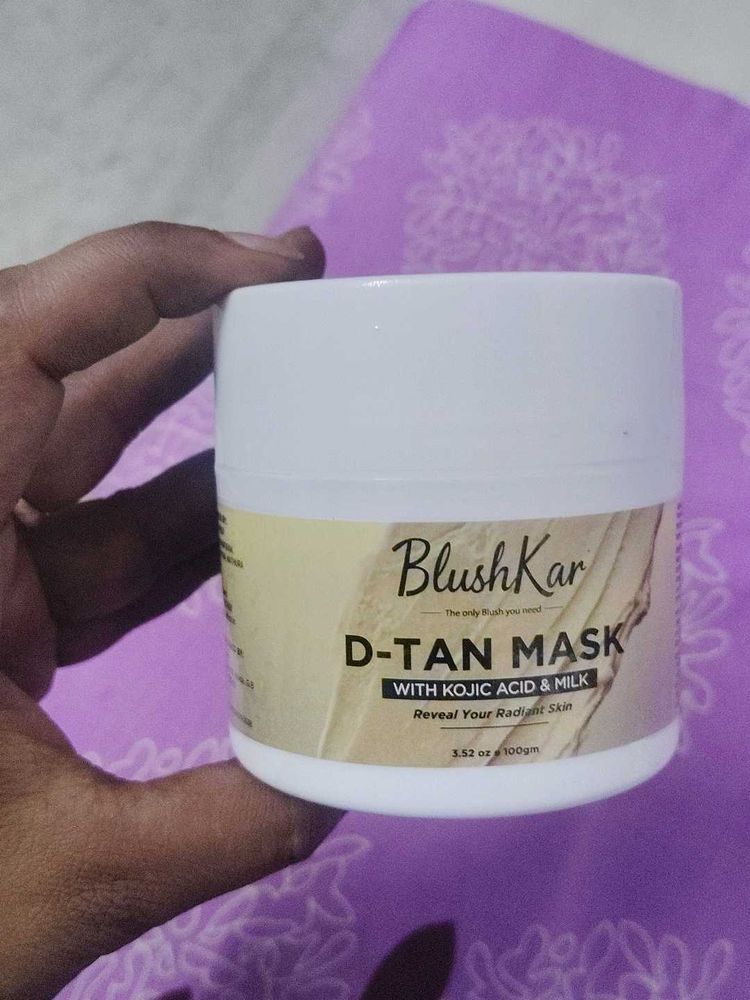 BlushKar
The only Blush you need
D-TAN MASK
WITH KOJIC ACID & MILK
Reveal Your Radiant Skin
3.52 oz e 100gm